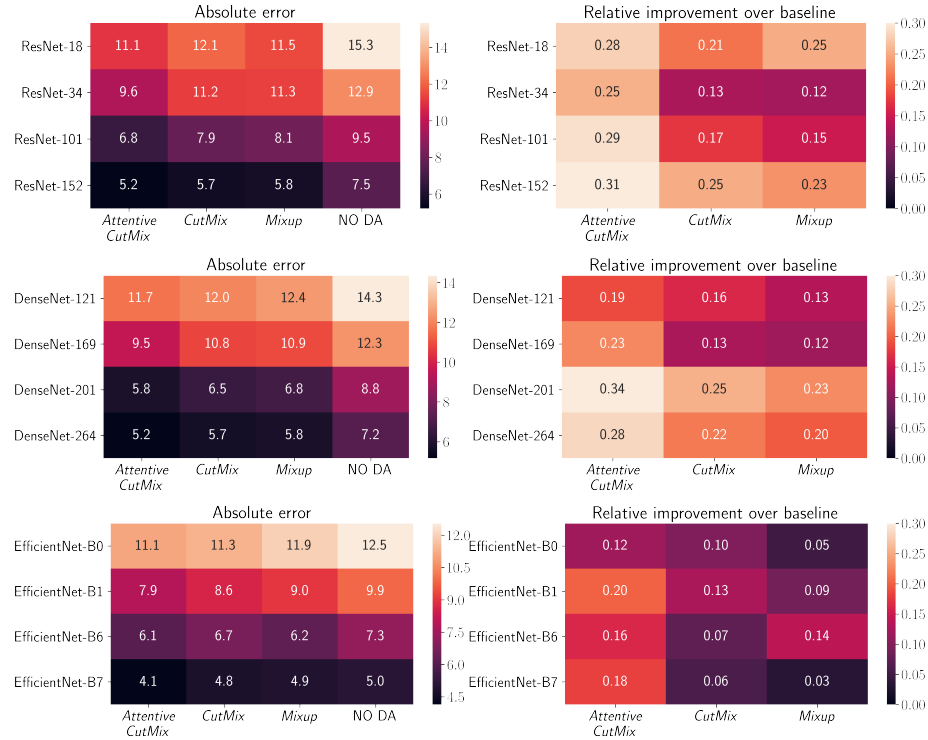 Absolute error
ResNet-18 11.1 12.1 11.5 15.3
ResNet-34 9.6 11.2 11.3 12.9
ResNet-101 6.8 7.9 8.1 9.5
ResNet-152 5.2 5.7 5.8 7.5
Attentive CutMix CutMix Mixup NO DA
14
12
10
8
6
Relative improvement over baseline
ResNet-18 0.28 0.21 0.25
ResNet-34 0.25 0.13 0.12
ResNet-101 0.29 0.17 0.15
ResNet-152 0.31 0.25 0.23
Attentive CutMix CutMix Mixup
0.30
0.25
0.20
0.15
0.10
0.05
0.00
Absolute error
DenseNet-121 11.7 12.0 12.4 14.3
DenseNet-169 9.5 10.8 10.9 12.3
DenseNet-201 5.8 6.5 6.8 8.8
DenseNet-264 5.2 5.7 5.8 7.2
Attentive CutMix CutMix Mixup NO DA
14
12
10
8
6
Relative improvement over baseline
DenseNet-121 0.19 0.16 0.13
DenseNet-169 0.23 0.13 0.12
DenseNet-201 0.34 0.25 0.23
DenseNet-264 0.28 0.22 0.20
Attentive CutMix CutMix Mixup
0.30
0.25
0.20
0.15
0.10
0.05
0.00
Absolute error
EfficientNet-B0 11.1 11.3 11.9 12.5
EfficientNet-B1 7.9 8.6 9.0 9.9
EfficientNet-B6 6.1 6.7 6.2 7.3
EfficientNet-B7 4.1 4.8 4.9 5.0
Attentive CutMix CutMix Mixup NO DA
12.0
10.5
9.0
7.5
6.0
4.5
Relative improvement over baseline
EfficientNet-B0 0.12 0.10 0.05
EfficientNet-B1 0.20 0.13 0.09
EfficientNet-B6 0.16 0.07 0.14
EfficientNet-B7 0.18 0.06 0.03
Attentive CutMix CutMix Mixup
0.30
0.25
0.20
0.15
0.10
0.05
0.00